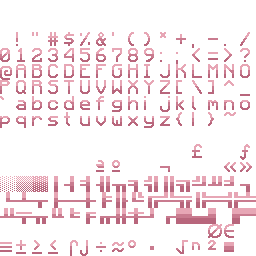 ! " # $ % & ' ( ) * + , - . /
0 1 2 3 4 5 6 7 8 9 : ; < = > ?
@ A B C D E F G H I J K L M N O
P Q R S T U V W X Y Z [ \ ] ^ _
` a b c d e f g h i j k l m n o
p q r s t u v w x y z { | } ~
£ ƒ
ª º ¬ « »
░ ▒ ▓ │ ┤ ╡ ╢ ╖ ╕ ╣ ║ ╗ ╝ ╜ ╛ ┐
└ ┴ ┬ ├ ─ ┼ ╞ ╟ ╚ ╔ ╩ ╦ ╠ ═ ╬ ╧
╨ ╤ ╥ ╙ ╘ ╒ ╓ ╫ ╪ ┘ ┌ █ ▄ ▌ ▐ ▀
∅ ∈
≡ ± ≥ ≤ ⌠ ⌡ ÷ ≈ ° · √ ⁿ ² ■